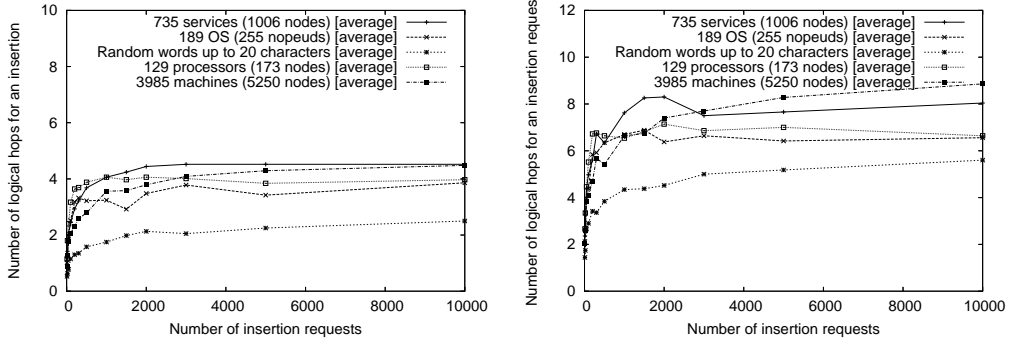 Number of logical hops for an insertion
10
8
6
4
2
0
735 services (1006 nodes) [average]
189 OS (255 nopeuds) [average]
Random words up to 20 characters [average]
129 processors (173 nodes) [average]
3985 machines (5250 nodes) [average]
0 2000 4000 6000 8000 10000
Number of insertion requests
Number of logical hops for an insertion reques
12
10
8
6
4
2
0
735 services (1006 nodes) [average]
189 OS (255 nopeuds) [average]
Random words up to 20 characters [average]
129 processors (173 nodes) [average]
3985 machines (5250 nodes) [average]
0 2000 4000 6000 8000 10000
Number of insertion requests